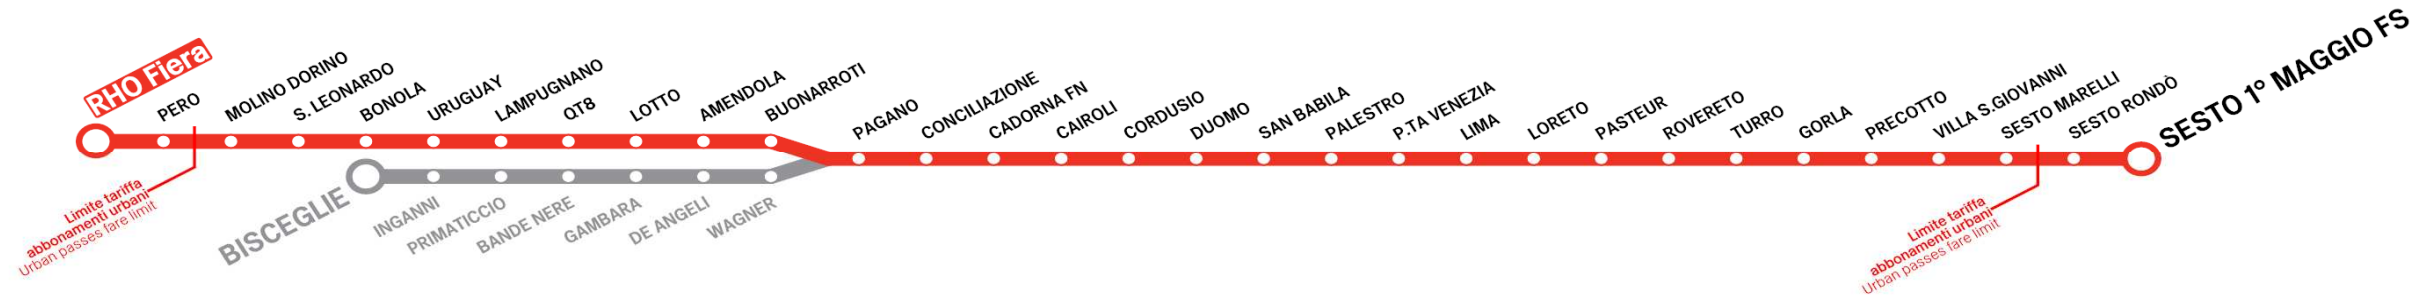 RHO Fiera
PERO
MOLINO DORINO
S. LEONARDO
BONOLA
URUGUAY
LAMPUGNANO
QT8
LOTTO
AMENDOLA
BUONARROTI
PAGANO
CONCILIAZIONE
CADORNA FN
CAIROLI
CORDUSIO
DUOMO
SAN BABILA
PALESTRO
P.TA VENEZIA
LIMA
LORETO
PASTEUR
ROVERETO
TURRO
GORLA
PRECOTTO
VILLA S.GIOVANNI
SESTO MARELLI
SESTO RONDÒ
SESTO 1° MAGGIO FS
Limite tariffa
abbonamenti urbani
Urban passes fare limit
BISCEGLIE
INGANNI
PRIMATICCIO
BANDE NERE
GAMBARA
DE ANGELI
WAGNER
Limite tariffa
abbonamenti urbani
Urban passes fare limit